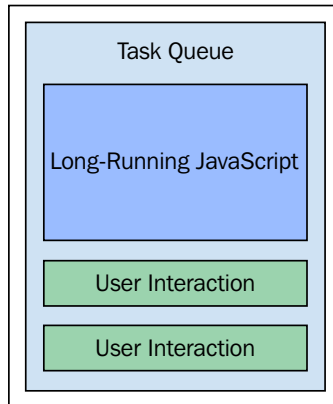 Task Queue
Long-Running JavaScript
User Interaction
User Interaction